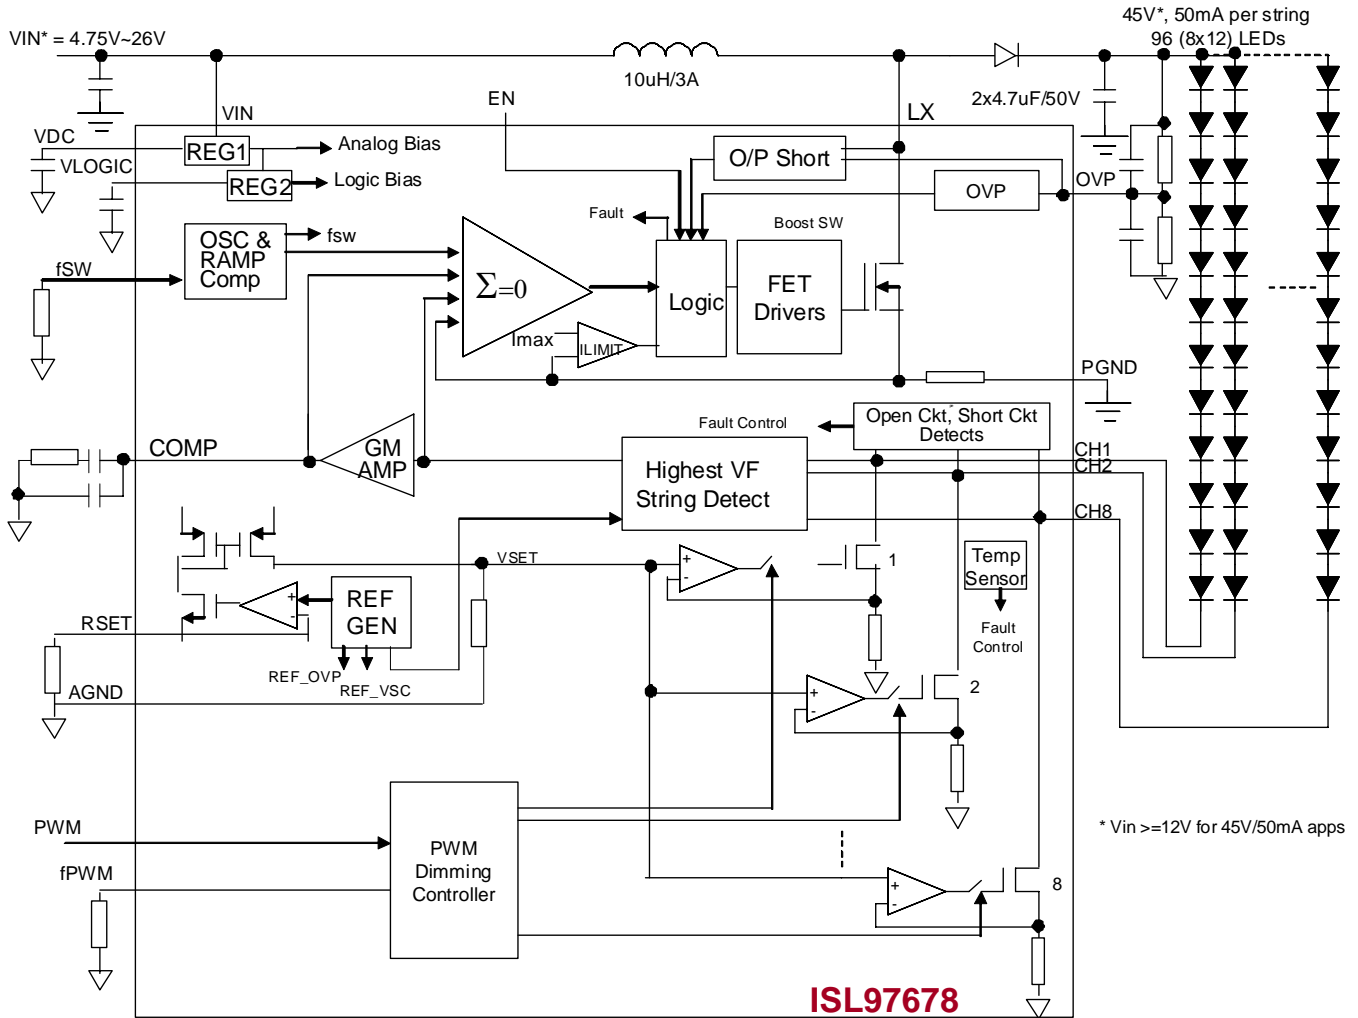 45V*, 50mA per string
96 (8x12) LEDs
VIN* = 4.75V~26V
10uH/3A
2x4.7uF/50V
EN
VIN
LX
VDC
REG1
Analog Bias
O/P Short
VLOGIC
REG2
Logic Bias
OVP
OVP
Fault
Boost SW
OSC &
RAMP
Comp
fsw
fSW
Σ=0
Logic
FET
Drivers
Imax
ILIMIT
PGND
Open Ckt, Short Ckt
Detects
Fault Control
COMP
GM
AMP
Highest VF
String Detect
CH1
CH2
CH8
VSET
+
-
1
Temp
Sensor
Fault
Control
REF
GEN
+
-
RSET
REF_OVP
REF_VSC
AGND
+
-
2
PWM
fPWM
PWM
Dimming
Controller
* Vin >=12V for 45V/50mA apps
+
-
8
ISL97678